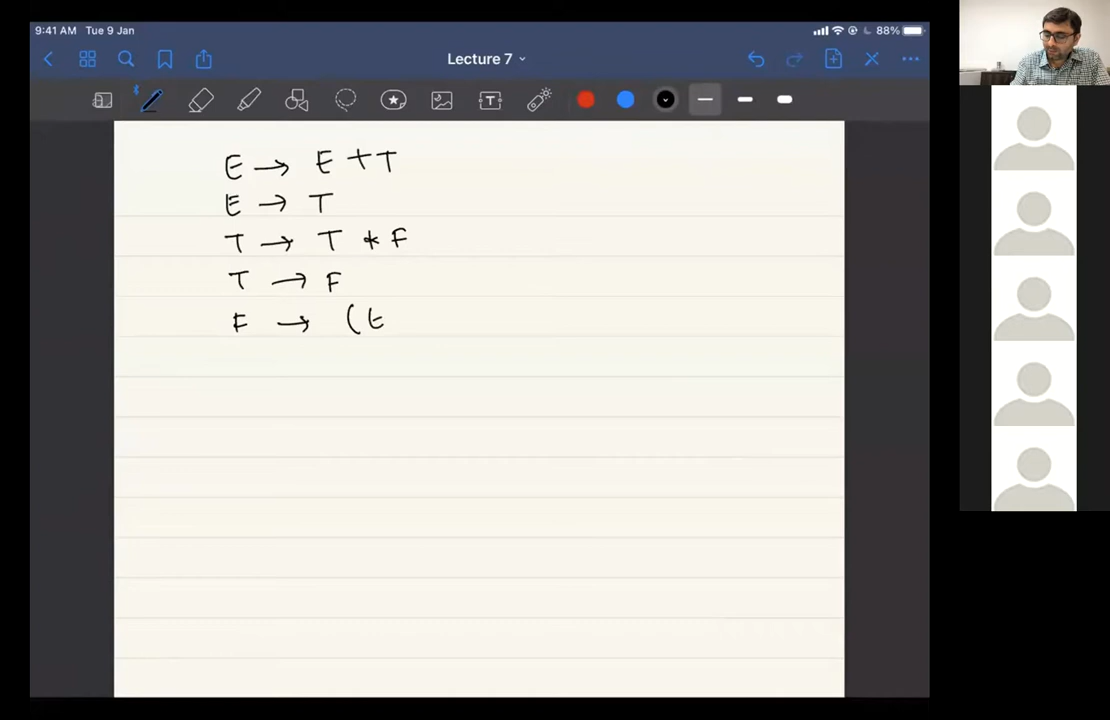 9:41 AM Tue 9 Jan 88%
Lecture 7
E → E + T
E → T
T → T * F
T → F
F → ( E